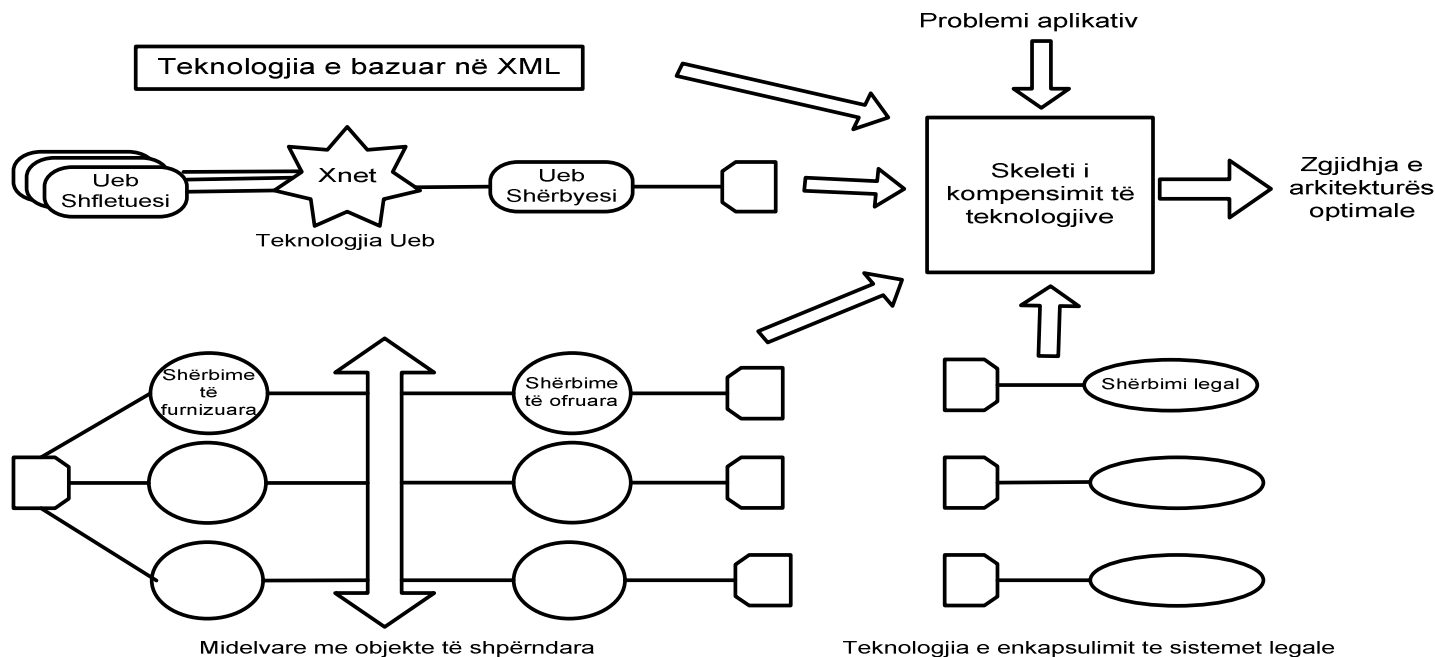 Problemi aplikativ
Teknologjia e bazuar në XML
Ueb
Shfletuesi
Xnet
Ueb
Shërbyesi
Teknologjia Ueb
Skeleti i
kompensimit të
teknologjive
Zgjidhja e
arkitekturës
optimale
Shërbime
të
furnizuara
Shërbime
të ofruara
Shërbimi legal
Midelvare me objekte të shpërndara
Teknologjia e enkapsulimit te sistemet legale